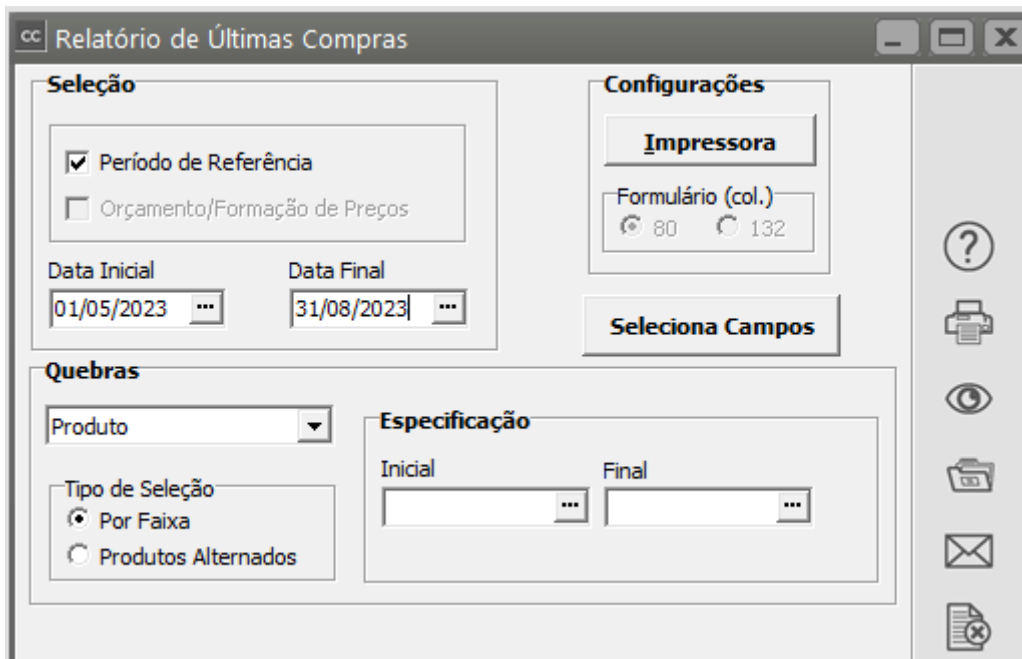 cc Relatório de Últimas Compras
Seleção
Período de Referência
Orçamento/Formação de Preços
Data Inicial
Data Final
01/05/2023 ...
31/08/2023 ...
Configurações
Impressora
Formulário (col.)
80 132
Seleciona Campos
Quebras
Produto
Tipo de Seleção
Por Faixa
Produtos Alternados
Especificação
Inicial
Final
...
...
?